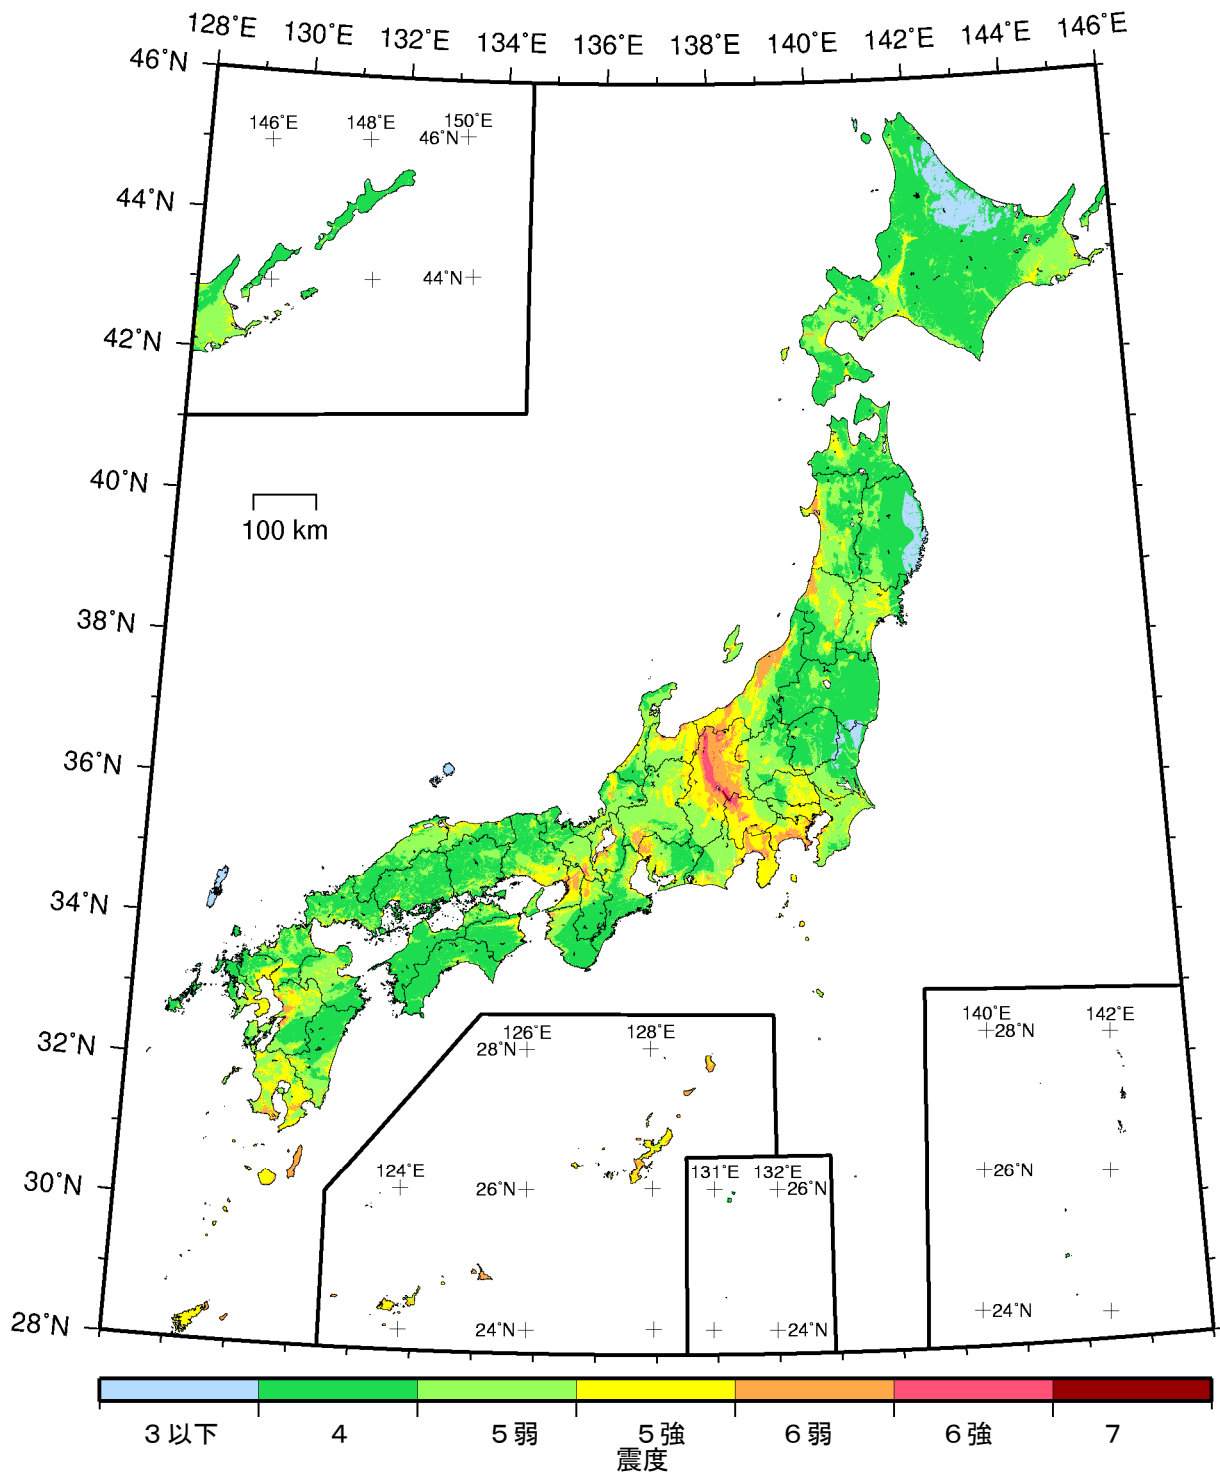 128°E 130°E 132°E 134°E 136°E 138°E 140°E 142°E 144°E 146°E
46°N
146°E 148°E 150°E
46°N
44°N
44°N
42°N
40°N
100 km
38°N
36°N
34°N
32°N
126°E 128°E
28°N
140°E 142°E
28°N
30°N
124°E
26°N
131°E 132°E
26°N
26°N
28°N
24°N
24°N
24°N
3以下 4 5弱 5強 6弱 6強 7
震度